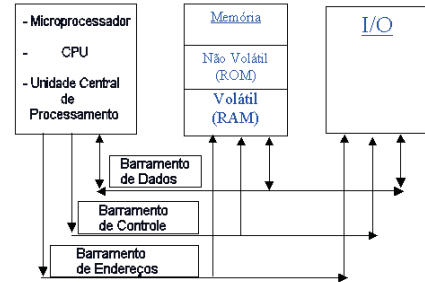 - Microprocessador
- CPU
- Unidade Central
de
Processamento
Memória
Não Volátil
(ROM)
Volátil
(RAM)
I/O
Barramento
de Dados
Barramento
de Controle
Barramento
de Endereços